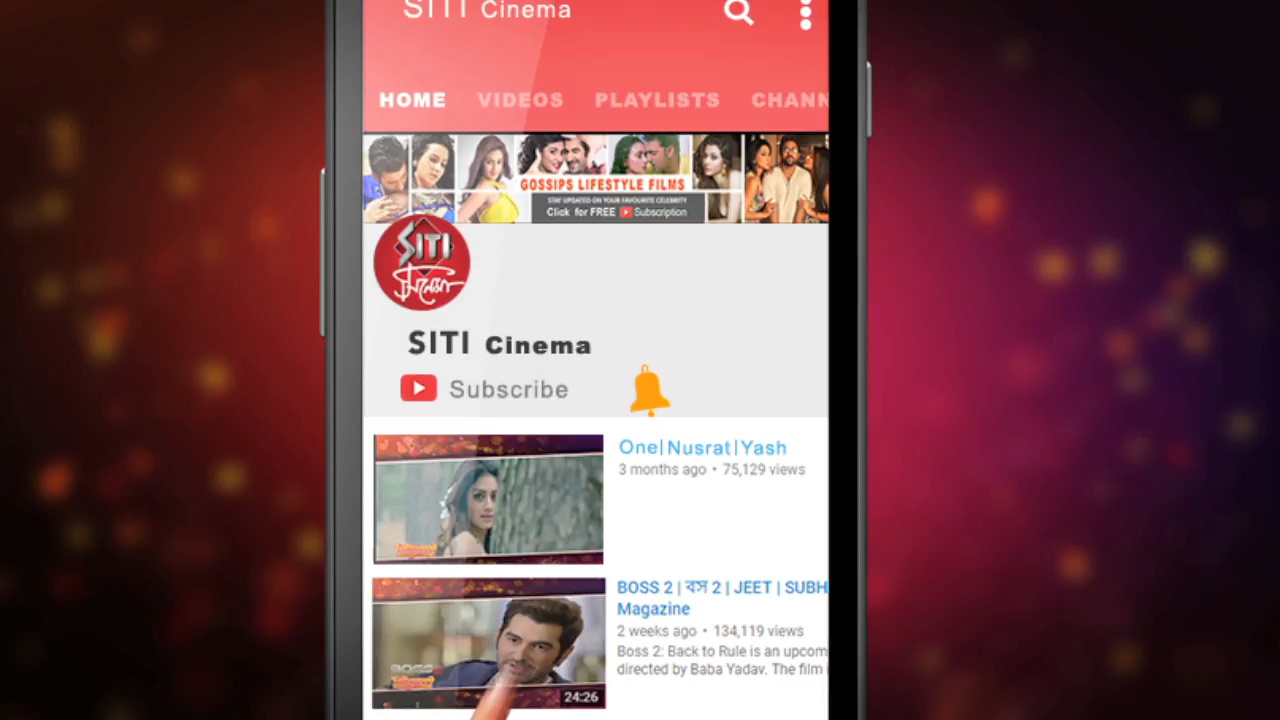 SITI Cinema
HOME VIDEOS PLAYLISTS CHANN
GOSSIPS LIFESTYLE FILMS
STAY UPDATED ON YOUR FAVOURITE CELEBRITY
Click for FREE Subscription
SITI
সিনেমা
SITI Cinema
Subscribe
One|Nusrat|Yash
3 months ago • 75,129 views
BOSS 2 | বস 2 | JEET | SUBH
Magazine
2 weeks ago • 134,119 views
Boss 2: Back to Rule is an upcom
directed by Baba Yadav. The film i
BOSS 2
24:26